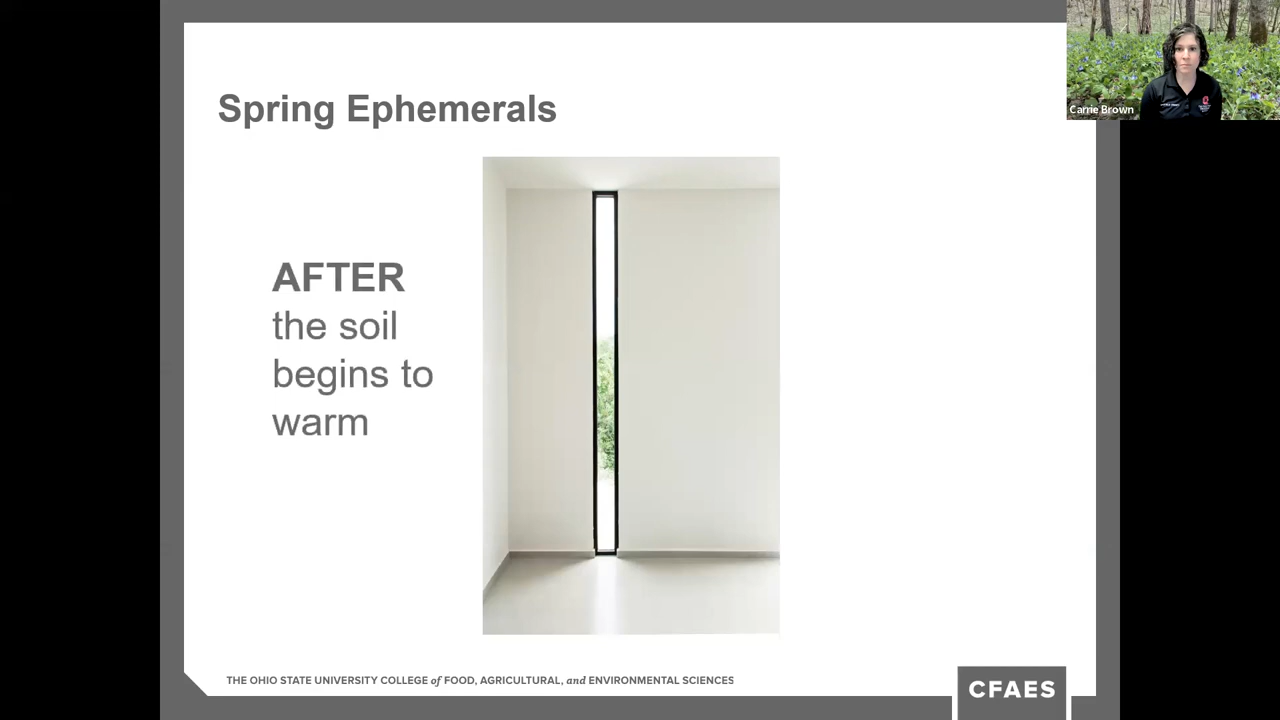 Spring Ephemerals
AFTER
the soil
begins to
warm
THE OHIO STATE UNIVERSITY COLLEGE of FOOD, AGRICULTURAL, and ENVIRONMENTAL SCIENCES
CFAES
Carrie Brown